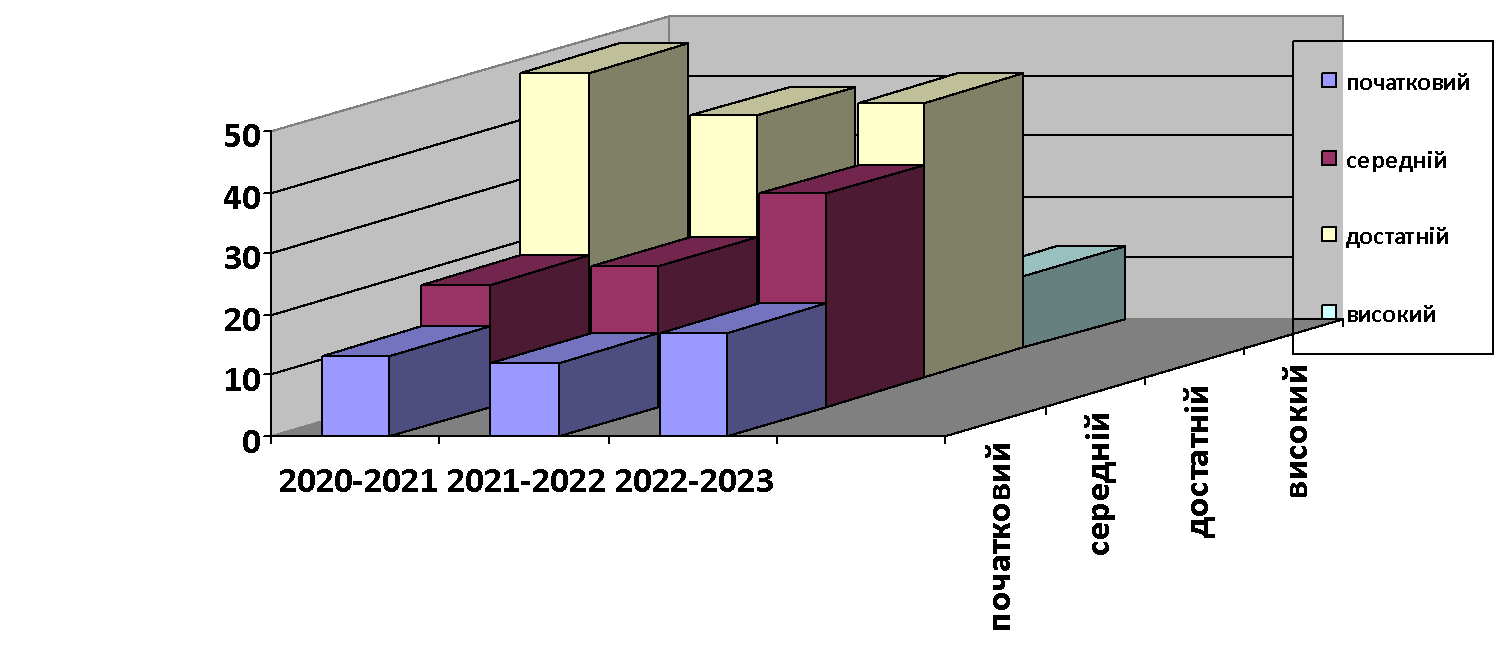 50
40
30
20
10
0
2020-2021 2021-2022 2022-2023
початковий
середній
достатній
високий
початковий
середній
достатній
високий